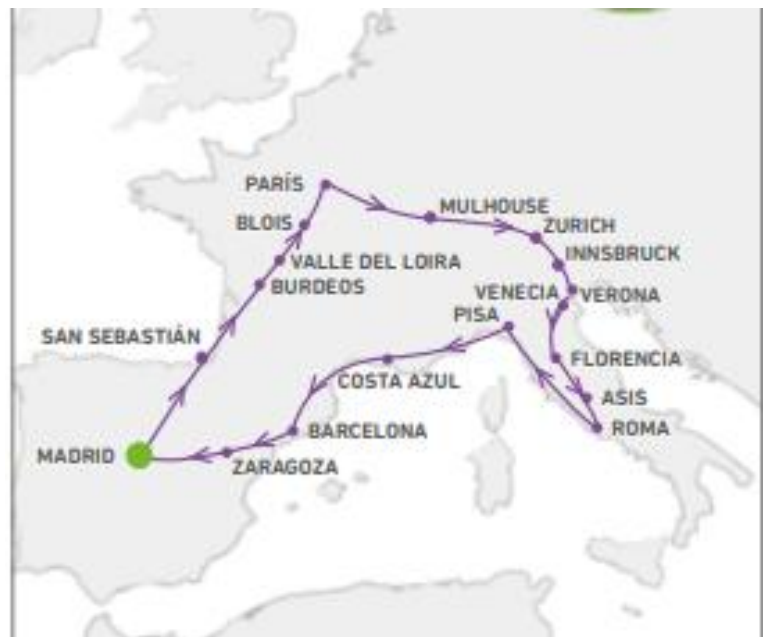 PARÍS
MULHOUSE
BLOIS
ZURICH
INNSBRUCK
VALLE DEL LOIRA
BURDEOS
VENECIA
VERONA
PISA
SAN SEBASTIÁN
FLORENCIA
COSTA AZUL
ASIS
BARCELONA
ROMA
MADRID
ZARAGOZA